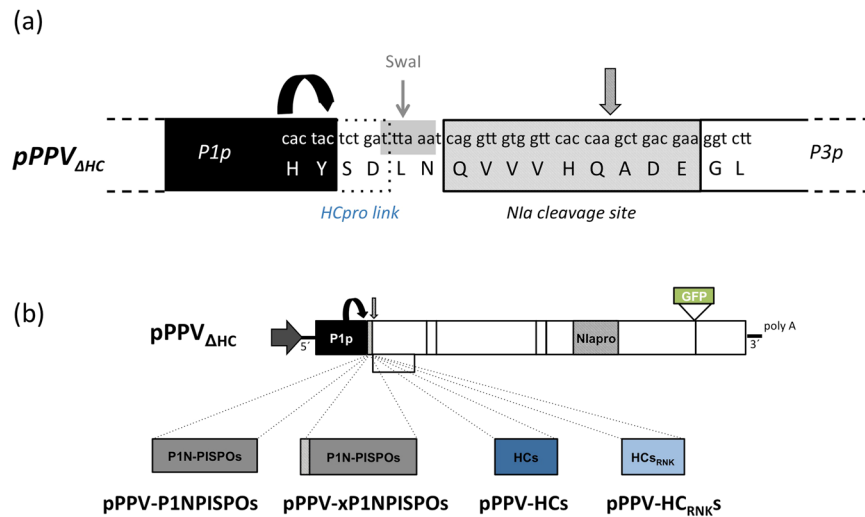 (a)
SwaI
pPPVΔHC
P1p
cac tac tct gat tta aat cag gtt gtg gtt cac caa gct gac gaa ggt ctt
H Y S D L N Q V V V H Q A D E G L
P3p
HCpro link
NIa cleavage site
(b)
GFP
pPPVΔHC
5´
P1p
NIapro
3´
poly A
P1N-PISPOs
P1N-PISPOs
HCs
HCsRNK
pPPV-P1NPISPOs
pPPV-xP1NPISPOs
pPPV-HCs
pPPV-HCRNKs